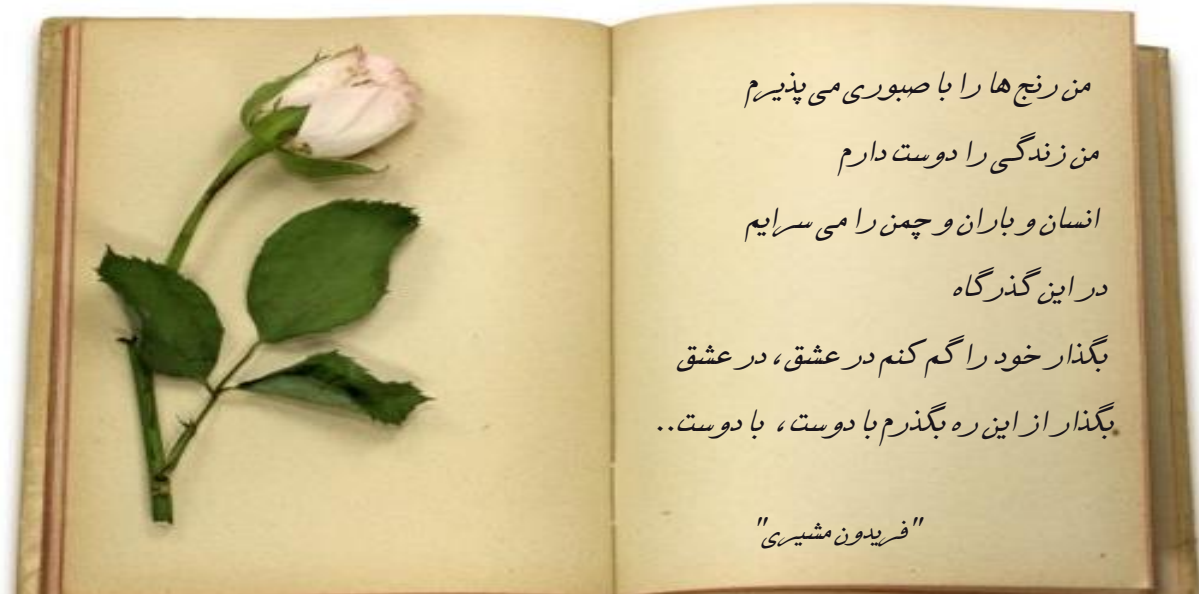 من رنج ها را با صبوری می پذیرم
من زندگی را دوست دارم
انسان و باران و چمن را می سرایم
در این گذرگاه
بگذار خود را گم کنم در عشق، در عشق
بگذار از این ره بگذرم با دوست، با دوست..
"فریدون مشیری"